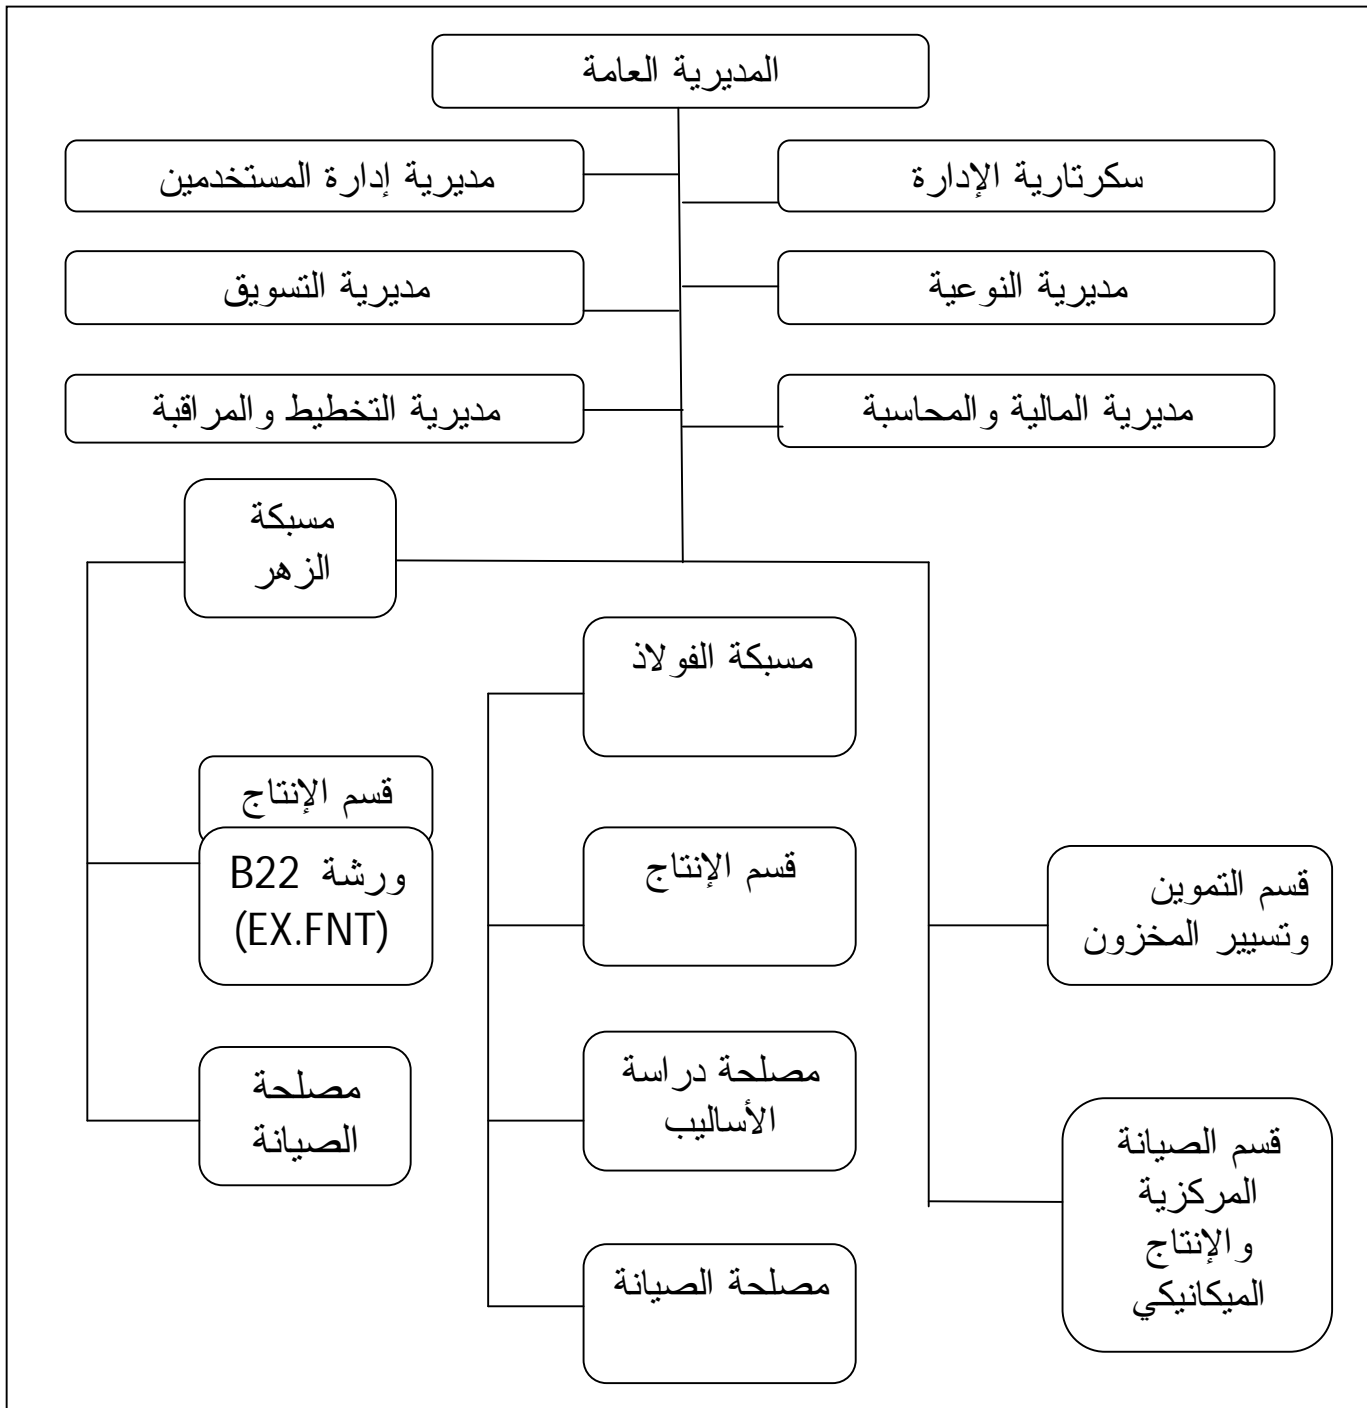 المديرية العامة
سكرتارية الإدارة
مديرية إدارة المستخدمين
مديرية النوعية
مديرية التسويق
مديرية المالية والمحاسبة
مديرية التخطيط والمراقبة
مسبكة
الزهر
مسبكة الفولاذ
قسم الإنتاج
ورشة B22
(EX.FNT)
قسم الإنتاج
قسم التموين
وتسيير المخزون
مصلحة دراسة
الأساليب
مصلحة
الصيانة
قسم الصيانة
المركزية
والإنتاج
الميكانيكي
مصلحة الصيانة